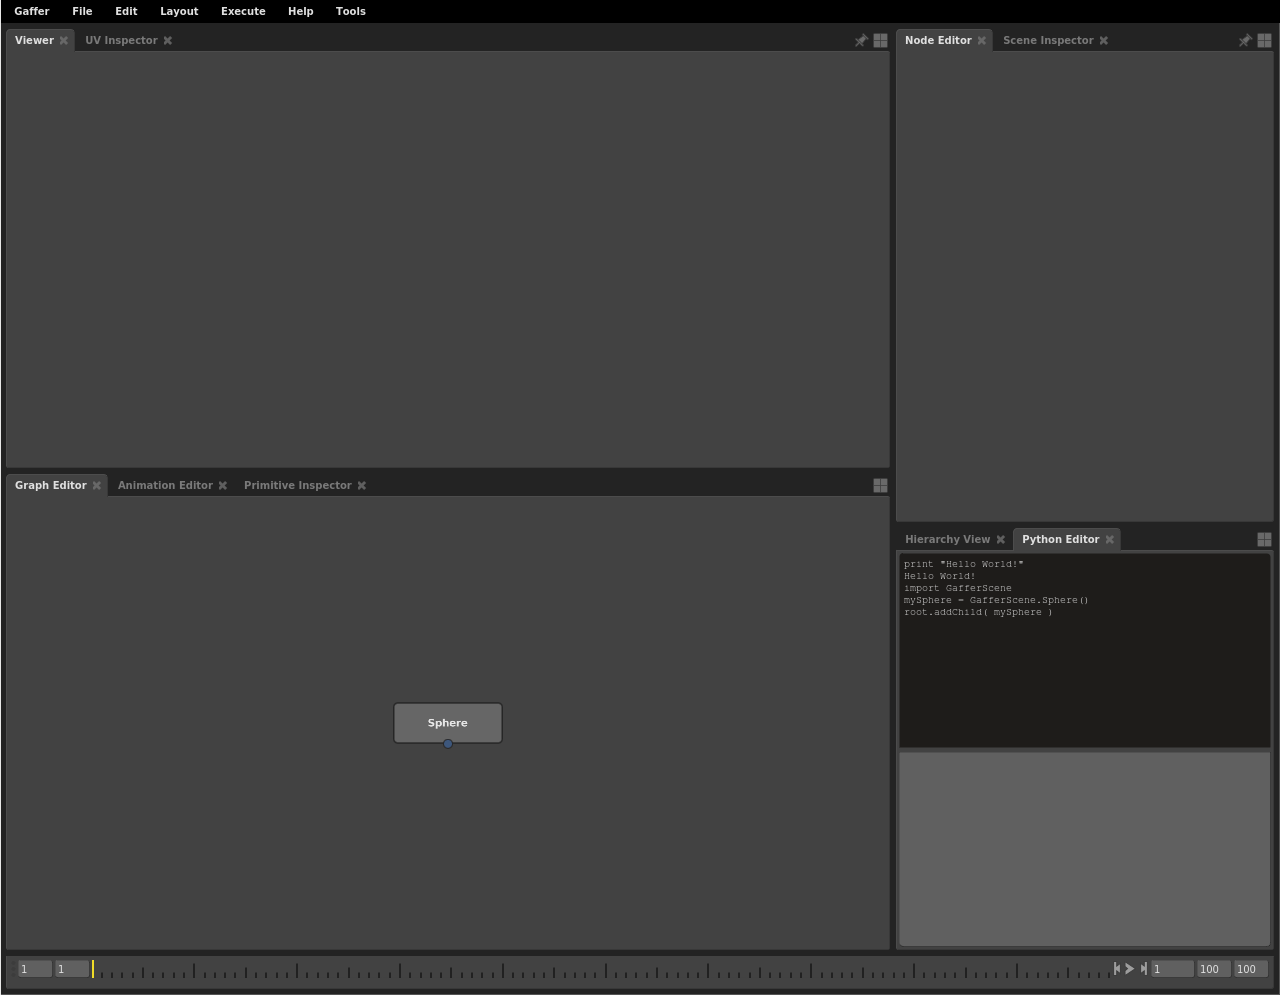 Gaffer File Edit Layout Execute Help Tools
Viewer UV Inspector
Node Editor Scene Inspector
Graph Editor Animation Editor Primitive Inspector
Sphere
Hierarchy View Python Editor
print "Hello World!"
Hello World!
import GafferScene
mySphere = GafferScene.Sphere()
root.addChild( mySphere )
1 1 1 100 100